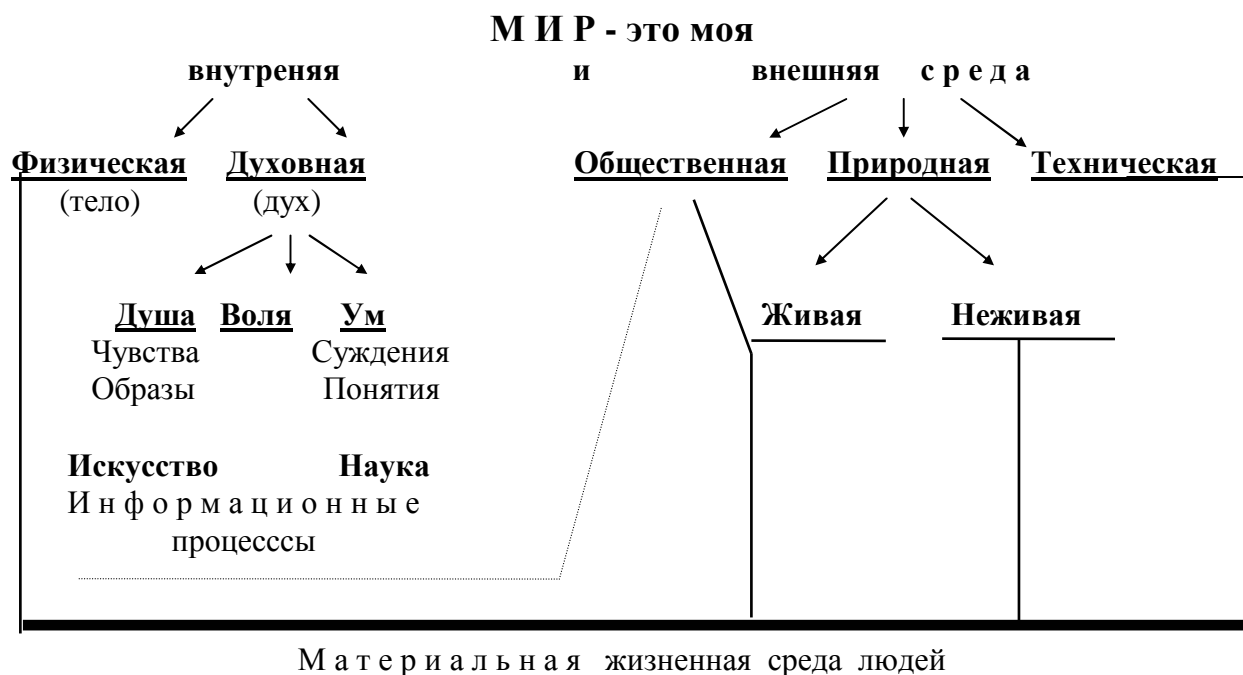 М И Р - это моя
внутреняя и внешняя с р е д а
Физическая Духовная Общественная Природная Техническая
(тело) (дух)
Душа Воля Ум Живая Неживая
Чувства Суждения
Образы Понятия
Искусство Наука
И н ф о р м а ц и о н н ы е
процесссы
М а т е р и а л ь н а я жизненная среда людей